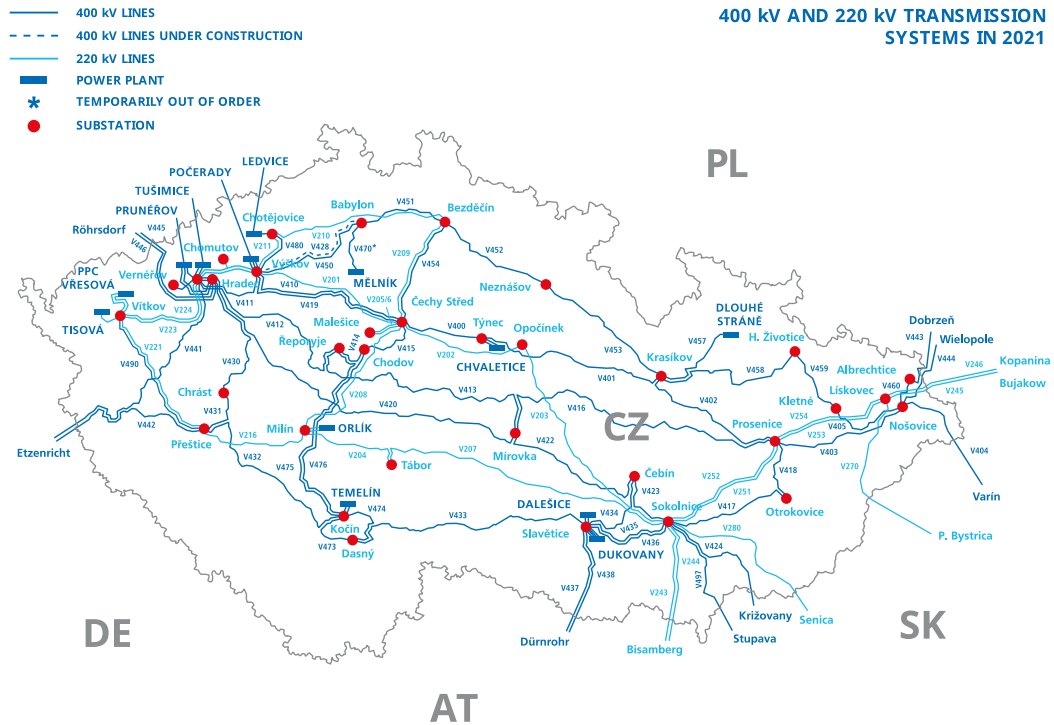 400 kV LINES
400 kV LINES UNDER CONSTRUCTION
220 kV LINES
POWER PLANT
* TEMPORARILY OUT OF ORDER
SUBSTATION
400 kV AND 220 kV TRANSMISSION
SYSTEMS IN 2021
PL
LEDVICE
POČERADY
TUŠIMICE
PRUNÉŘOV
Röhrsdorf
V445
V446
Chotějovice
Babylon
V451
Bezděčín
V210
V428
V480
V211
V450
V470*
V209
V454
V452
Chomutov
Výškov
PPC
VŘESOVÁ
Vernéřov
Hradec
V410
V201
MĚLNÍK
Neznášov
V411
V419
V205/6
Čechy Střed
Vítkov
V224
V223
TISOVÁ
V412
Malešice
V400
Týnec
Opočínek
DLOUHÉ
STRÁNĚ
Dobrzeń
V443
Wielopole
V221
V441
Řeporyje
V414
V415
V202
V453
V457
H. Životice
V444
V246
Kopanina
V490
V430
Chodov
CHVALETICE
Krasíkov
V458
V459
Albrechtice
Lískovec
V460
V245
Bujakow
Chrást
V208
V413
V401
V402
Kletné
V254
V405
Nošovice
V431
V420
V203
V416
CZ
V442
Milín
ORLÍK
Prosenice
V253
V403
Etzenricht
Přeštice
V216
V204
V207
V422
Mírovka
V404
V432
V475
V476
Tábor
Čebín
V252
V418
V270
V251
Varín
TEMELÍN
V474
V423
DALEŠICE
V434
Sokolnice
V417
Otrokovice
Kočín
V433
Slavětice
V435
V436
V280
P. Bystrica
V473
Dasný
DUKOVANY
V244
V424
V438
V437
V243
V497
Križovany
Senica
DE
SK
Dürnrohr
Bisamberg
Stupava
AT